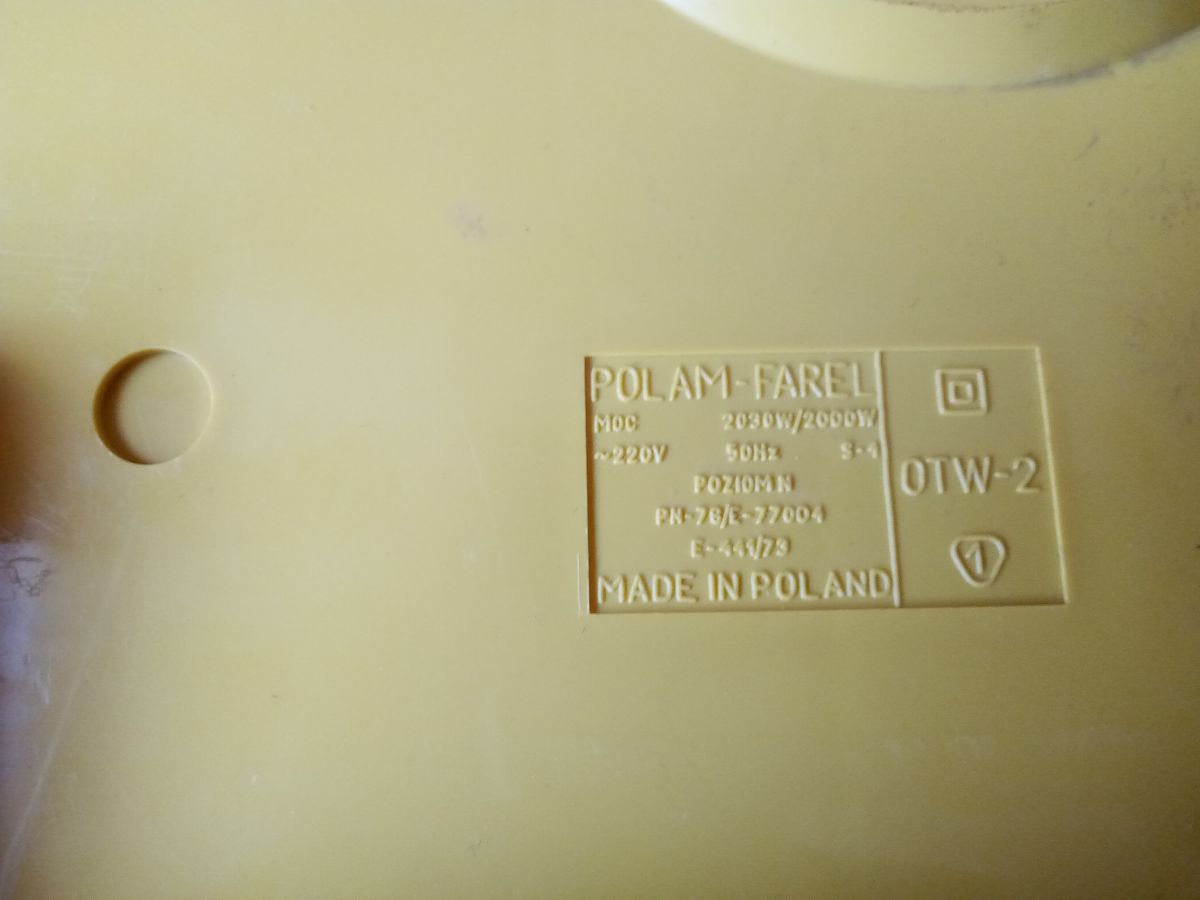 POLAM-FAREL
MOC 2030W/2000W
~220V 50Hz S-4
POZIOM N
PN-78/E-77004
E-441/73
MADE IN POLAND
OTW-2
1